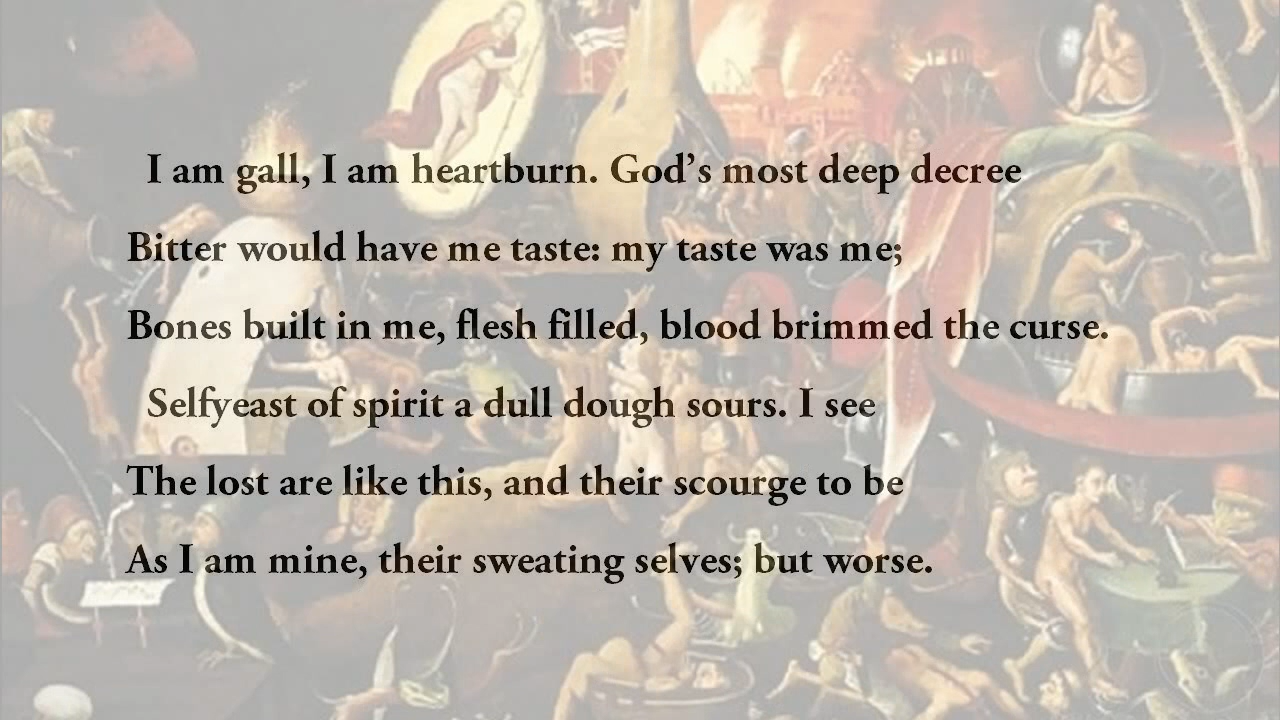 I am gall, I am heartburn. God’s most deep decree
Bitter would have me taste: my taste was me;
Bones built in me, flesh filled, blood brimmed the curse.
Selfyeast of spirit a dull dough sours. I see
The lost are like this, and their scourge to be
As I am mine, their sweating selves; but worse.